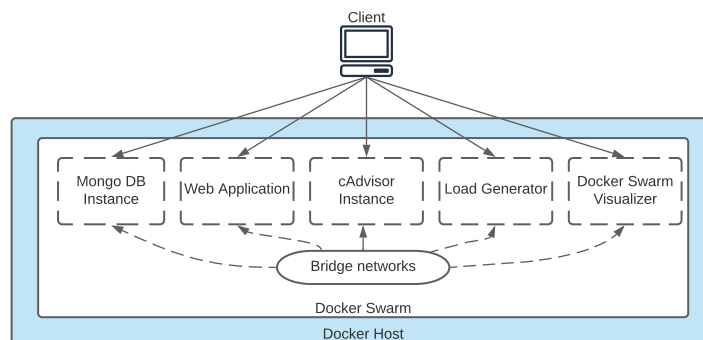 Client
Mongo DB
Instance
Web Application
cAdvisor
Instance
Load Generator
Docker Swarm
Visualizer
Bridge networks
Docker Swarm
Docker Host